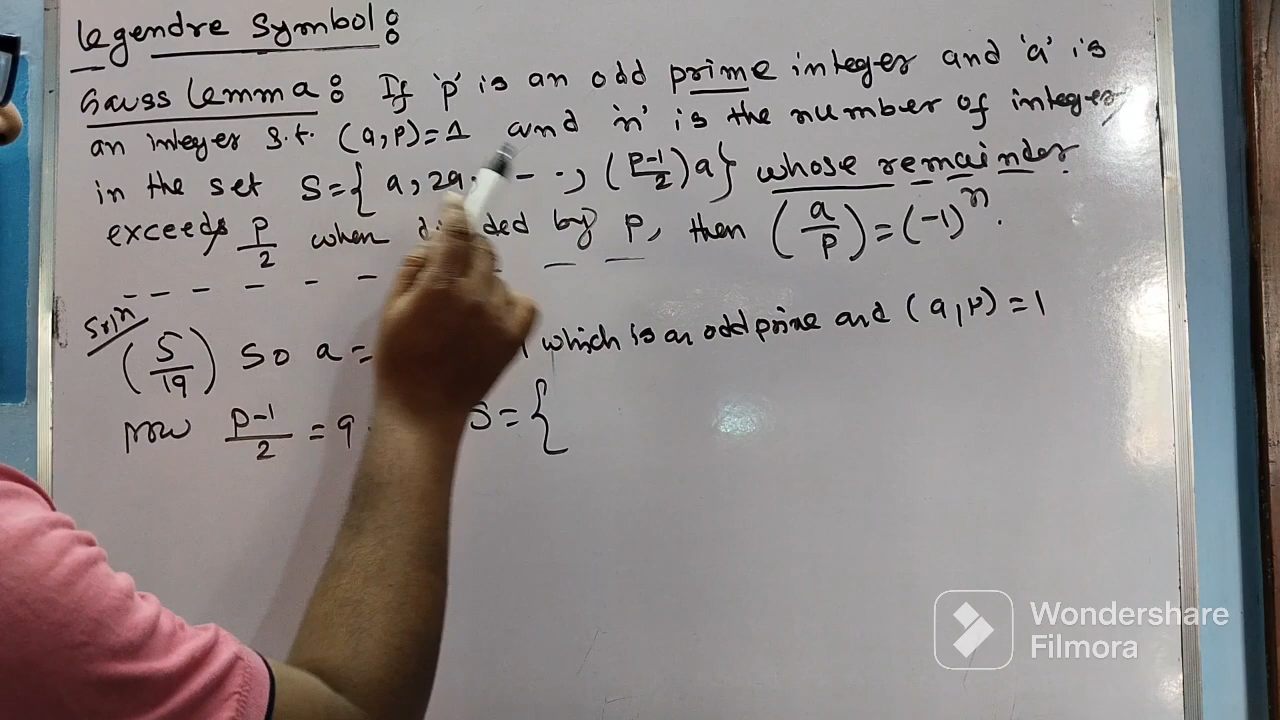 Legendre Symbol :
Gauss Lemma : If 'p' is an odd prime integer and 'a' is
an integer s.t. (a,p)=1 and 'n' is the number of integer
in the set S={ a, 2a, - - -, (p-1/2)a} whose remainder
exceeds p/2 when divided by p, then (a/p)=(-1)^n.
Sol^n
(5/19) So a= which is an odd prime and (a,p)=1
now p-1/2 = 9. S={
Wondershare
Filmora